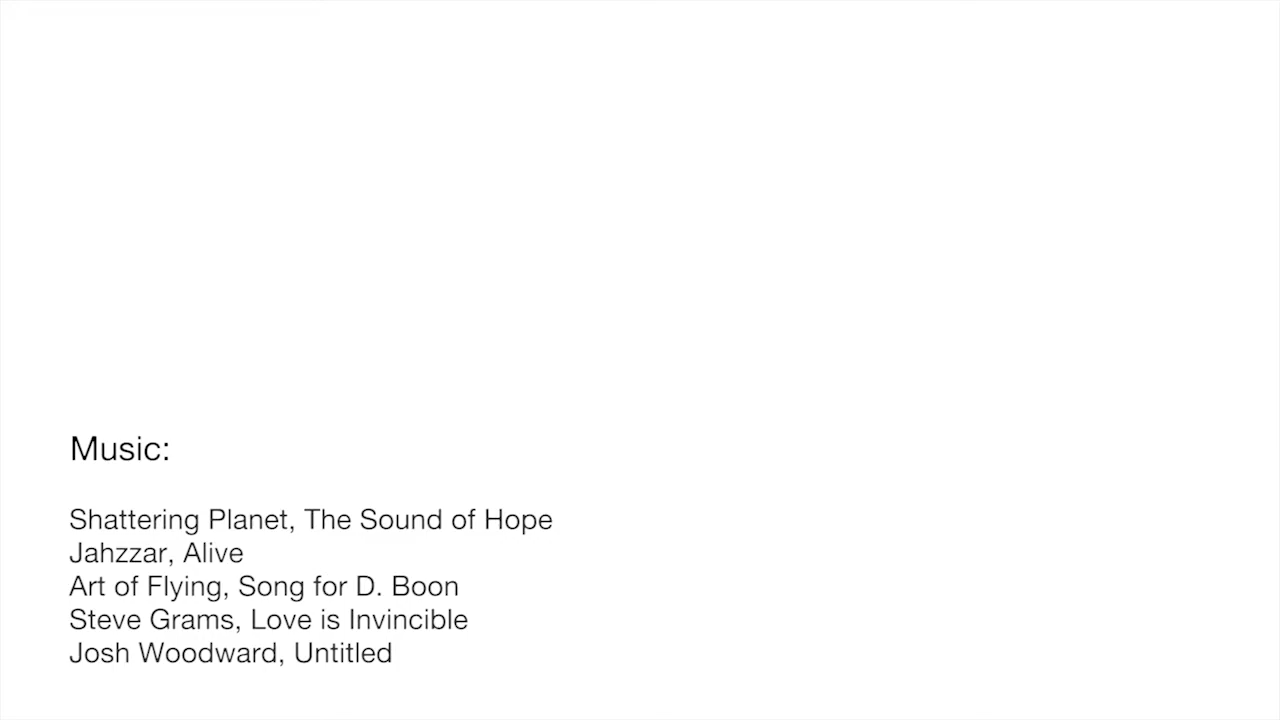 Music:
Shattering Planet, The Sound of Hope
Jahzzar, Alive
Art of Flying, Song for D. Boon
Steve Grams, Love is Invincible
Josh Woodward, Untitled